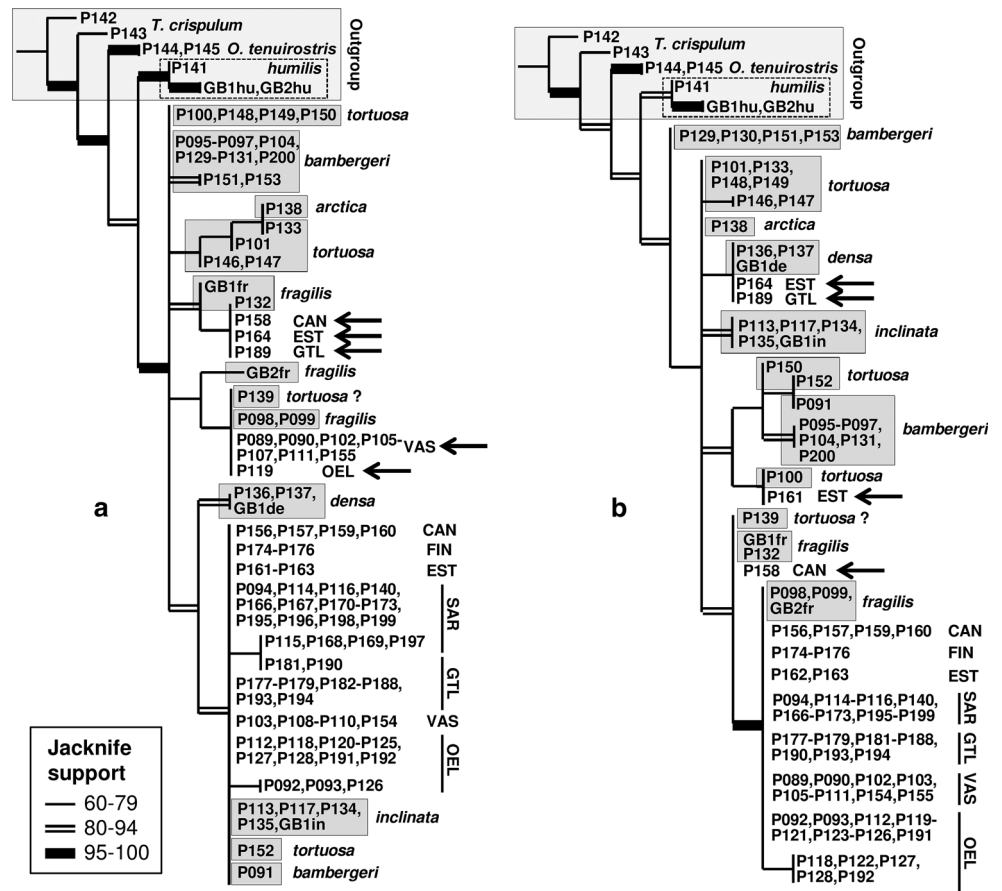 P142
P143 T. crispulum
P144,P145 O. tenuirostris
P141 humilis
GB1hu,GB2hu
Outgroup
P100,P148,P149,P150 tortuosa
P095-P097,P104,
P129-P131,P200 bambergeri
P151,P153
P138 arctica
P133
P101 tortuosa
P146,P147
GB1fr fragilis
P132
P158 CAN
P164 EST
P189 GTL
GB2fr fragilis
P139 tortuosa ?
P098,P099 fragilis
P089,P090,P102,P105-
P107,P111,P155 VAS
P119 OEL
P136,P137,
GB1de densa
a
P156,P157,P159,P160 CAN
P174-P176 FIN
P161-P163 EST
P094,P114,P116,P140,
P166,P167,P170-P173,
P195,P196,P198,P199
SAR
P115,P168,P169,P197
P181,P190
P177-P179,P182-P188,
P193,P194
GTL
P103,P108-P110,P154 VAS
P112,P118,P120-P125,
P127,P128,P191,P192
OEL
P092,P093,P126
P113,P117,P134,
P135,GB1in inclinata
P152 tortuosa
P091 bambergeri
Jacknife
support
60-79
80-94
95-100
P142
P143 T. crispulum
P144,P145 O. tenuirostris
P141 humilis
GB1hu,GB2hu
Outgroup
P129,P130,P151,P153 bambergeri
P101,P133,
P148,P149 tortuosa
P146,P147
P138 arctica
P136,P137 densa
GB1de
P164 EST
P189 GTL
P113,P117,P134,
P135,GB1in inclinata
P150 tortuosa
P152
P091
P095-P097,
P104,P131,
P200
bambergeri
P100 tortuosa
P161 EST
b
P139 tortuosa ?
GB1fr fragilis
P132
P158 CAN
P098,P099,
GB2fr fragilis
P156,P157,P159,P160 CAN
P174-P176 FIN
P162,P163 EST
P094,P114-P116,P140,
P166-P173,P195-P199
SAR
P177-P179,P181-P188,
P190,P193,P194
GTL
P089,P090,P102,P103,
P105-P111,P154,P155
VAS
P092,P093,P112,P119-
P121,P123-P126,P191
OEL
P118,P122,P127,
P128,P192